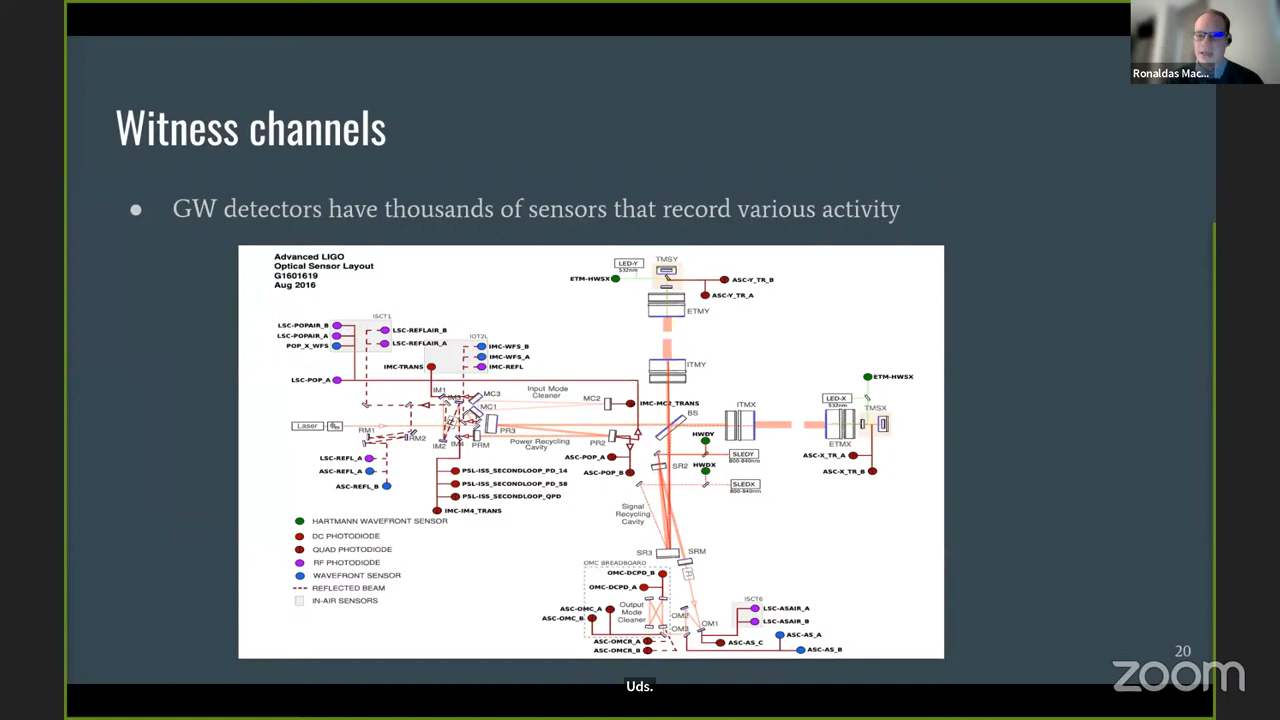 Ronaldas Mac...
Witness channels
GW detectors have thousands of sensors that record various activity
Advanced LIGO
Optical Sensor Layout
G1601619
Aug 2016
LED-Y
532nm
TMSY
ETM-HWSX
ASC-Y_TR_B
ASC-Y_TR_A
ETMY
ISCT1
LSC-POPAIR_B
LSC-POPAIR_A
POP_X_WFS
LSC-REFLAIR_B
LSC-REFLAIR_A
IOT2L
IMC-WFS_B
IMC-WFS_A
IMC-REFL
IMC-TRANS
ITMY
LSC-POP_A
ETM-HWSX
IM1
IM3
MC3
MC1
Input Mode
Cleaner
MC2
IMC-MC2_TRANS
BS
ITMX
LED-X
532nm
TMSX
ETMX
Laser
RM1
RM2
IM2
IM4
PRM
PR3
Power Recycling
Cavity
PR2
HWDY
SLEDY
800-840nm
LSC-REFL_A
ASC-REFL_A
ASC-REFL_B
ASC-POP_A
ASC-POP_B
SR2
HWDX
SLEDX
800-840nm
ASC-X_TR_A
ASC-X_TR_B
PSL-ISS_SECONDLOOP_PD_14
PSL-ISS_SECONDLOOP_PD_58
PSL-ISS_SECONDLOOP_QPD
IMC-IM4_TRANS
Signal
Recycling
Cavity
HARTMANN WAVEFRONT SENSOR
DC PHOTODIODE
QUAD PHOTODIODE
RF PHOTODIODE
WAVEFRONT SENSOR
REFLECTED BEAM
IN-AIR SENSORS
SR3
SRM
OMC BREADBOARD
OMC-DCPD_B
OMC-DCPD_A
ASC-OMC_A
ASC-OMC_B
Output
Mode
Cleaner
OM2
OM3
OM1
ISCT6
LSC-ASAIR_A
LSC-ASAIR_B
ASC-AS_A
ASC-AS_C
ASC-AS_B
ASC-OMCR_A
ASC-OMCR_B
20
zoom
Uds.